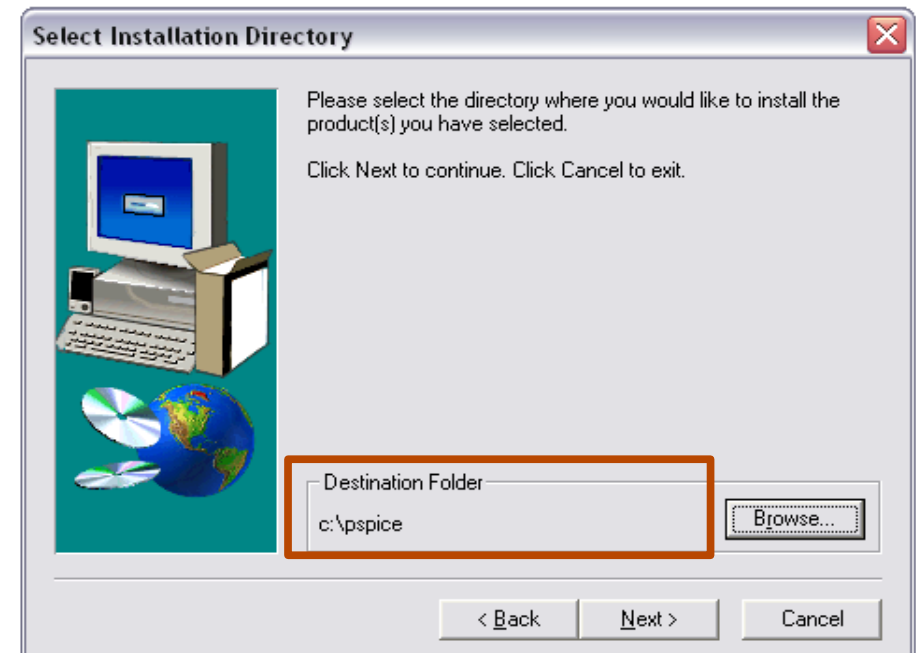 Select Installation Directory
Please select the directory where you would like to install the
product(s) you have selected.
Click Next to continue. Click Cancel to exit.
Destination Folder
c:\pspice
Browse...
< Back
Next >
Cancel